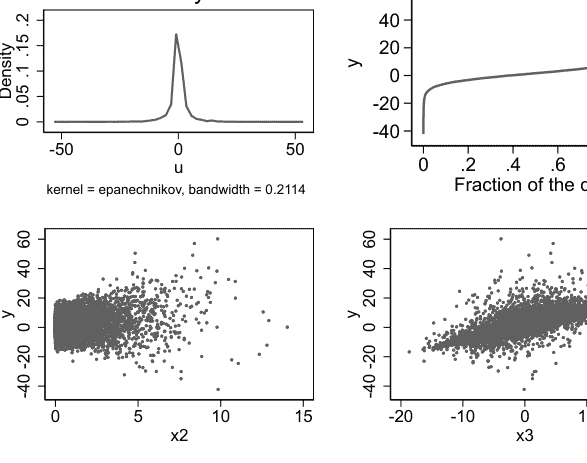 .2
.15
.1
.05
0
Density
-50 0 50
u
kernel = epanechnikov, bandwidth = 0.2114
40
20
0
-20
-40
y
0 .2 .4 .6
Fraction of the
60
40
20
0
-20
-40
y
0 5 10 15
x2
60
40
20
0
-20
-40
y
-20 -10 0
x3